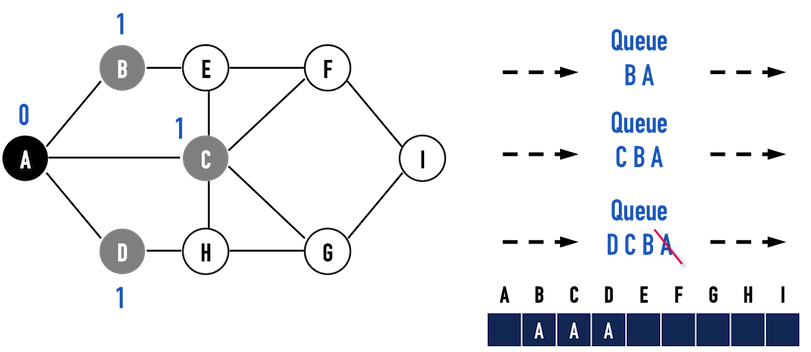 1
B E F
0
1
A C I
D H G
1
Queue
B A
Queue
C B A
Queue
D C B A
A B C D E F G H I
A A A